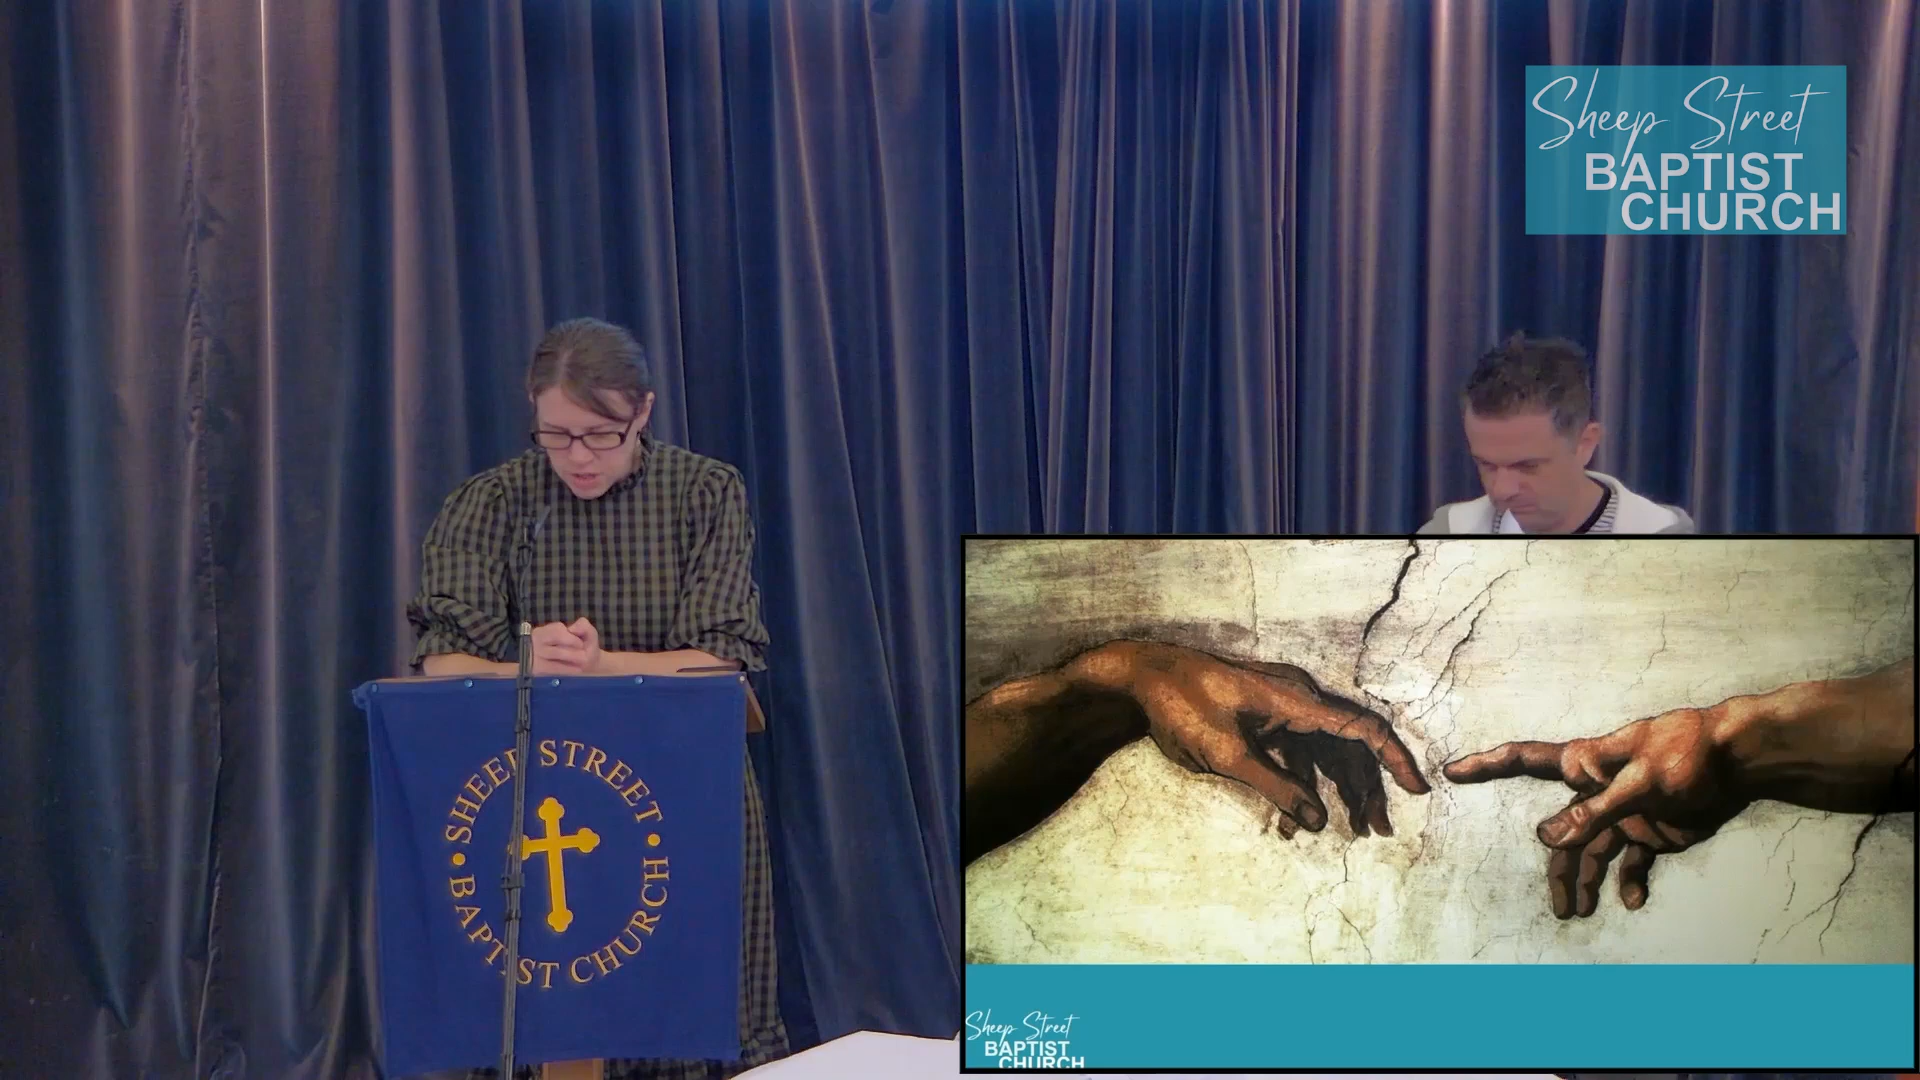 Sheep Street
BAPTIST
CHURCH
SHEEP STREET
• BAPTIST CHURCH •
Sheep Street
BAPTIST
CHURCH